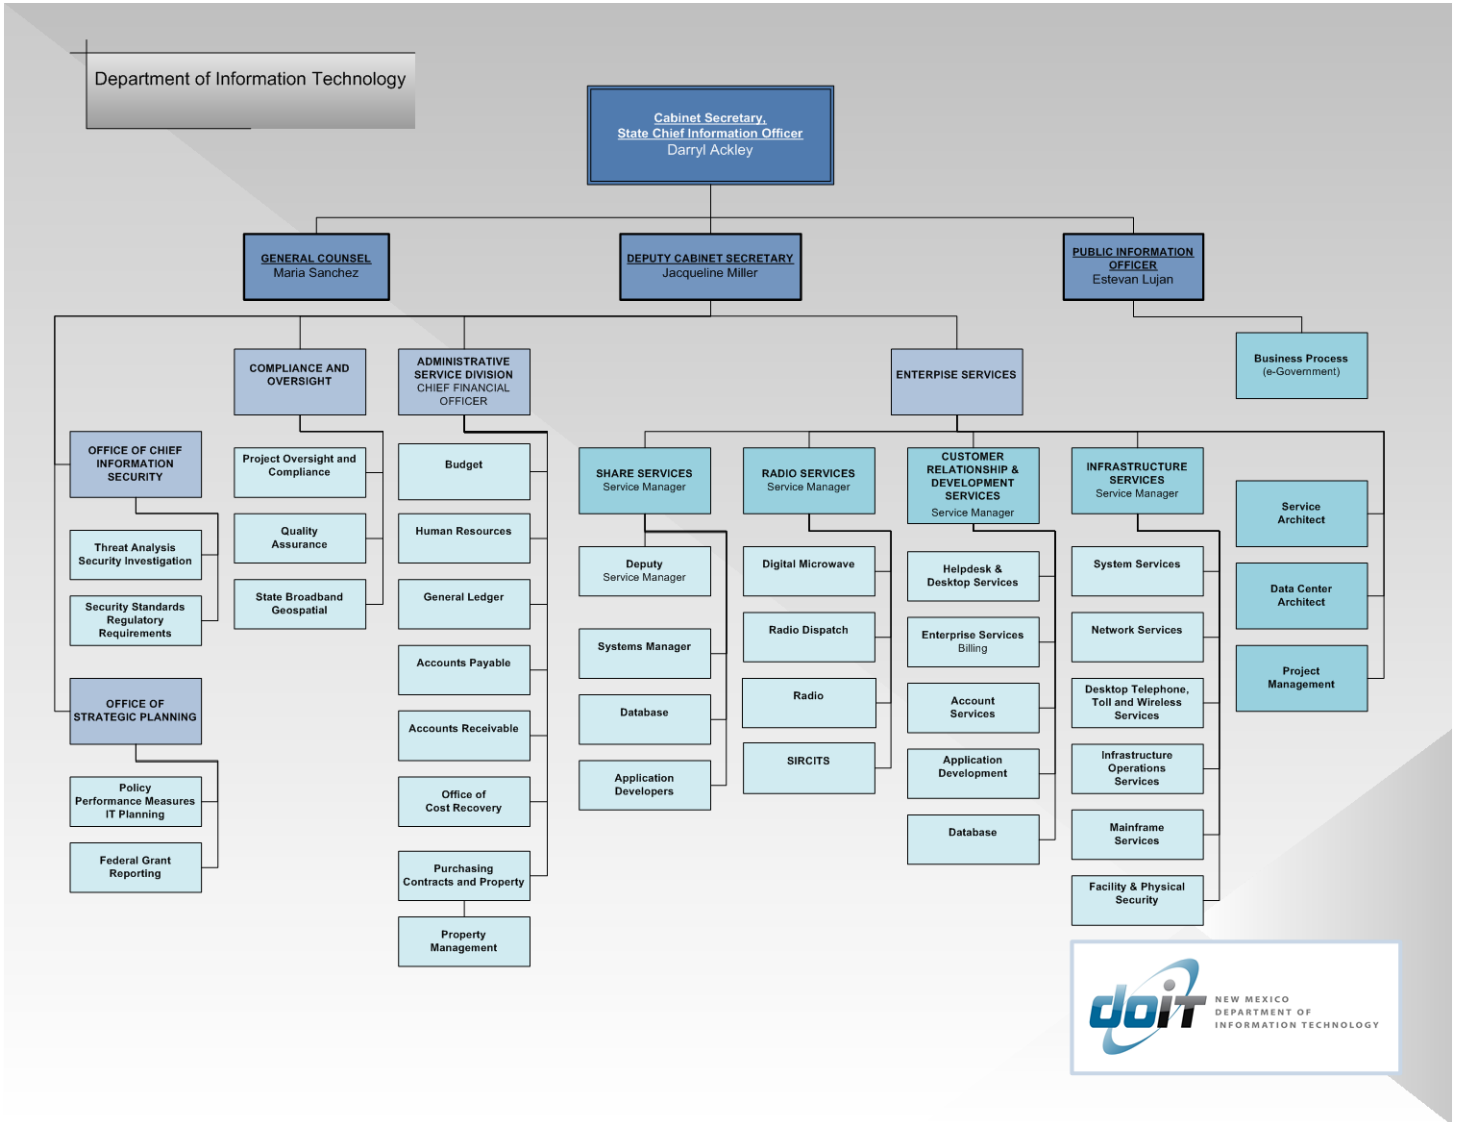 Department of Information Technology
Cabinet Secretary,
State Chief Information Officer
Darryl Ackley
GENERAL COUNSEL
Maria Sanchez
DEPUTY CABINET SECRETARY
Jacqueline Miller
PUBLIC INFORMATION
OFFICER
Estevan Lujan
Business Process
(e-Government)
COMPLIANCE AND
OVERSIGHT
ADMINISTRATIVE
SERVICE DIVISION
CHIEF FINANCIAL
OFFICER
ENTERPISE SERVICES
OFFICE OF CHIEF
INFORMATION
SECURITY
Threat Analysis
Security Investigation
Security Standards
Regulatory
Requirements
OFFICE OF
STRATEGIC PLANNING
Policy
Performance Measures
IT Planning
Federal Grant
Reporting
Project Oversight and
Compliance
Quality
Assurance
State Broadband
Geospatial
Budget
Human Resources
General Ledger
Accounts Payable
Accounts Receivable
Office of
Cost Recovery
Purchasing
Contracts and Property
Property
Management
SHARE SERVICES
Service Manager
Deputy
Service Manager
Systems Manager
Database
Application
Developers
RADIO SERVICES
Service Manager
Digital Microwave
Radio Dispatch
Radio
SIRCITS
CUSTOMER
RELATIONSHIP &
DEVELOPMENT
SERVICES
Service Manager
Helpdesk &
Desktop Services
Enterprise Services
Billing
Account
Services
Application
Development
Database
INFRASTRUCTURE
SERVICES
Service Manager
System Services
Network Services
Desktop Telephone,
Toll and Wireless
Services
Infrastructure
Operations
Services
Mainframe
Services
Facility & Physical
Security
Service
Architect
Data Center
Architect
Project
Management
doiT
NEW MEXICO
DEPARTMENT OF
INFORMATION TECHNOLOGY